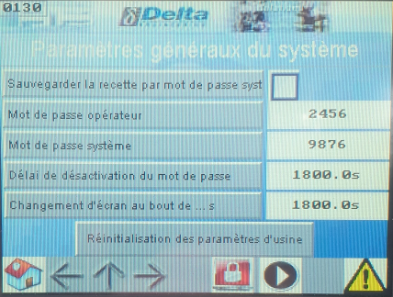 0130
Delta
Paramètres généraux du système
Sauvegarder la recette par mot de passe syst
Mot de passe opérateur
2456
Mot de passe système
9876
Délai de désactivation du mot de passe
1800.0s
Changement d'écran au bout de ... s
1800.0s
Réinitialisation des paramètres d'usine